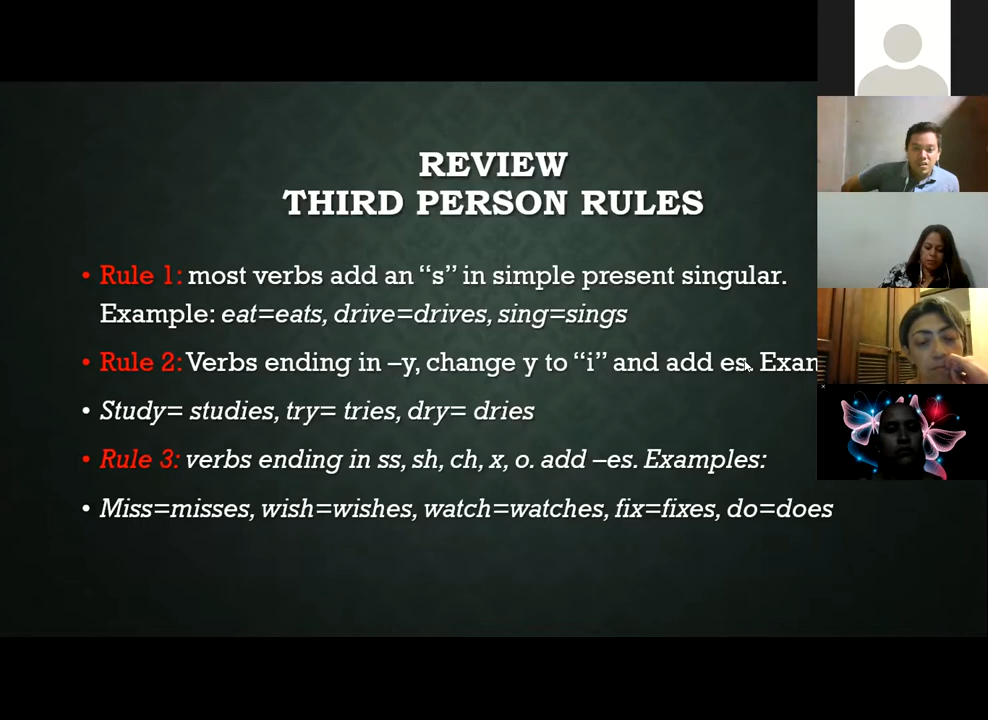 REVIEW
THIRD PERSON RULES
• Rule 1: most verbs add an “s” in simple present singular.
Example: eat=eats, drive=drives, sing=sings
• Rule 2: Verbs ending in –y, change y to “i” and add es. Exam
• Study= studies, try= tries, dry= dries
• Rule 3: verbs ending in ss, sh, ch, x, o. add –es. Examples:
• Miss=misses, wish=wishes, watch=watches, fix=fixes, do=does